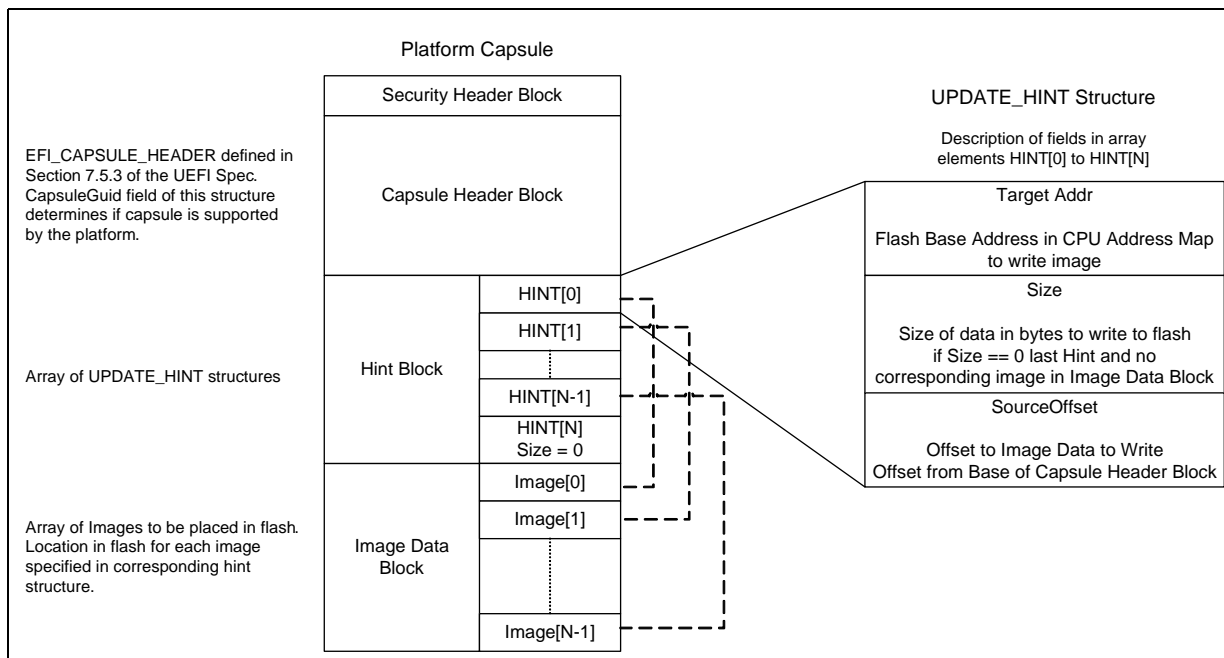 Platform Capsule
Security Header Block
EFI_CAPSULE_HEADER defined in
Section 7.5.3 of the UEFI Spec.
CapsuleGuid field of this structure
determines if capsule is supported
by the platform.
Capsule Header Block
Array of UPDATE_HINT structures
Hint Block
HINT[0]
HINT[1]
HINT[N-1]
HINT[N]
Size = 0
Array of Images to be placed in flash.
Location in flash for each image
specified in corresponding hint
structure.
Image Data
Block
Image[0]
Image[1]
Image[N-1]
UPDATE_HINT Structure
Description of fields in array
elements HINT[0] to HINT[N]
Target Addr
Flash Base Address in CPU Address Map
to write image
Size
Size of data in bytes to write to flash
if Size == 0 last Hint and no
corresponding image in Image Data Block
SourceOffset
Offset to Image Data to Write
Offset from Base of Capsule Header Block